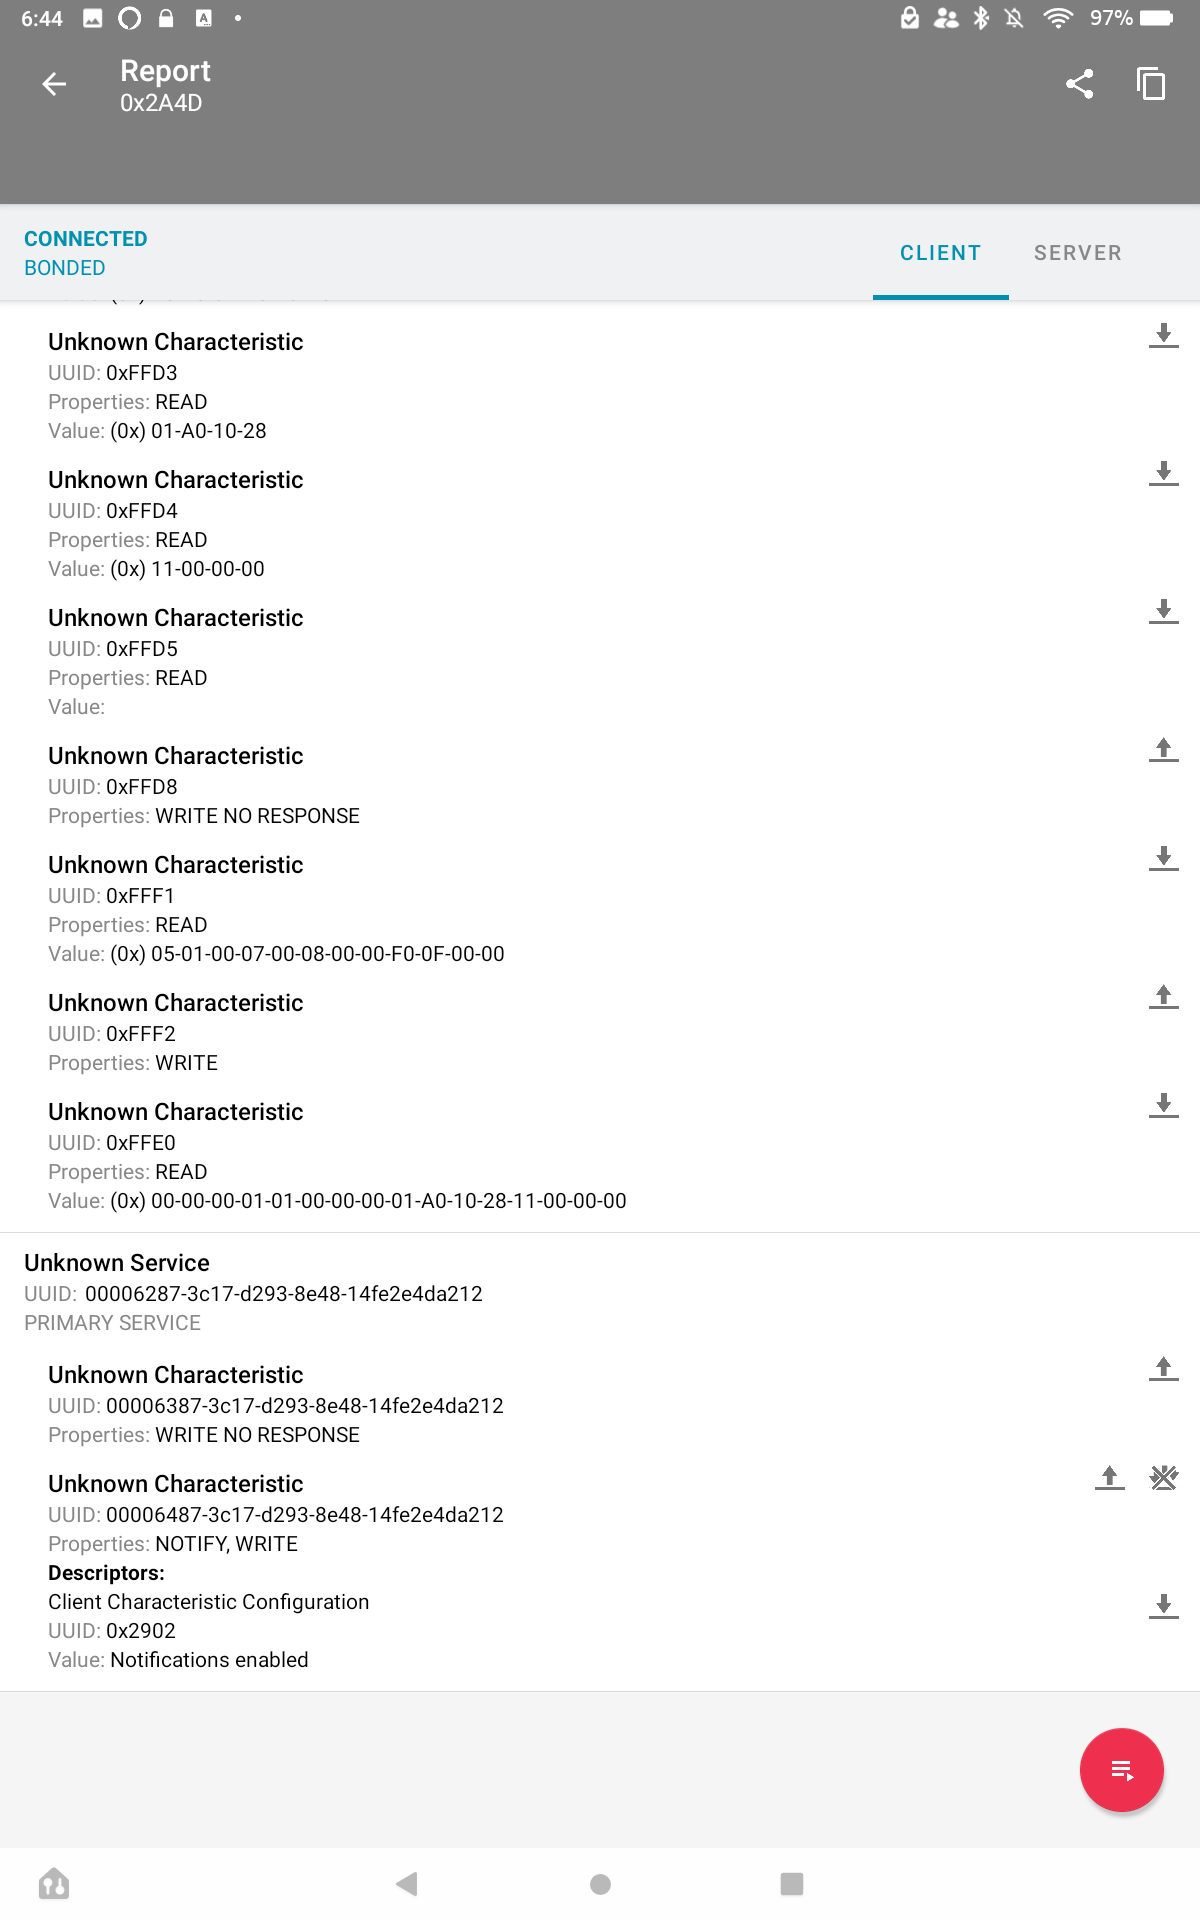 6:44
97%
Report
0x2A4D
CONNECTED
BONDED
CLIENT
SERVER
Unknown Characteristic
UUID: 0xFFD3
Properties: READ
Value: (0x) 01-A0-10-28
Unknown Characteristic
UUID: 0xFFD4
Properties: READ
Value: (0x) 11-00-00-00
Unknown Characteristic
UUID: 0xFFD5
Properties: READ
Value:
Unknown Characteristic
UUID: 0xFFD8
Properties: WRITE NO RESPONSE
Unknown Characteristic
UUID: 0xFFF1
Properties: READ
Value: (0x) 05-01-00-07-00-08-00-00-F0-0F-00-00
Unknown Characteristic
UUID: 0xFFF2
Properties: WRITE
Unknown Characteristic
UUID: 0xFFE0
Properties: READ
Value: (0x) 00-00-00-01-01-00-00-00-01-A0-10-28-11-00-00-00
Unknown Service
UUID: 00006287-3c17-d293-8e48-14fe2e4da212
PRIMARY SERVICE
Unknown Characteristic
UUID: 00006387-3c17-d293-8e48-14fe2e4da212
Properties: WRITE NO RESPONSE
Unknown Characteristic
UUID: 00006487-3c17-d293-8e48-14fe2e4da212
Properties: NOTIFY, WRITE
Descriptors:
Client Characteristic Configuration
UUID: 0x2902
Value: Notifications enabled